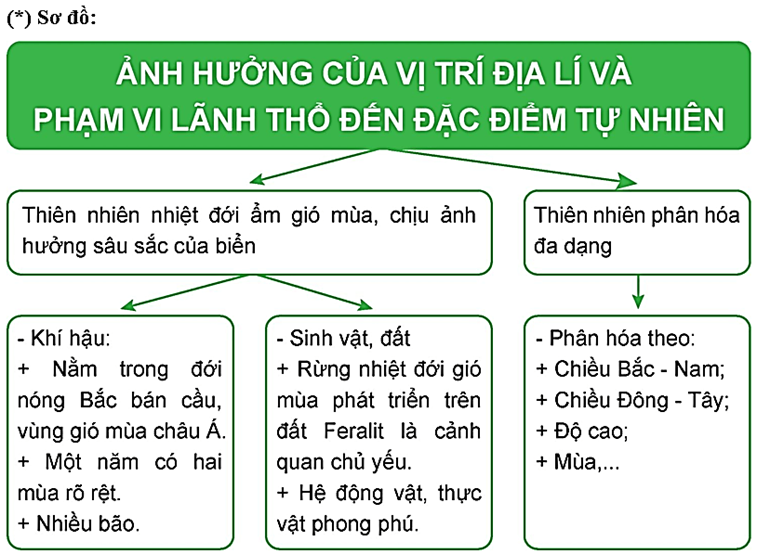 (*) Sơ đồ:
ẢNH HƯỞNG CỦA VỊ TRÍ ĐỊA LÍ VÀ
PHẠM VI LÃNH THỔ ĐẾN ĐẶC ĐIỂM TỰ NHIÊN
Thiên nhiên nhiệt đới ẩm gió mùa, chịu ảnh
hưởng sâu sắc của biển
Thiên nhiên phân hóa
đa dạng
- Khí hậu:
+ Nằm trong đới
nóng Bắc bán cầu,
vùng gió mùa châu Á.
+ Một năm có hai
mùa rõ rệt.
+ Nhiều bão.
- Sinh vật, đất
+ Rừng nhiệt đới gió
mùa phát triển trên
đất Feralit là cảnh
quan chủ yếu.
+ Hệ động vật, thực
vật phong phú.
- Phân hóa theo:
+ Chiều Bắc - Nam;
+ Chiều Đông - Tây;
+ Độ cao;
+ Mùa,...